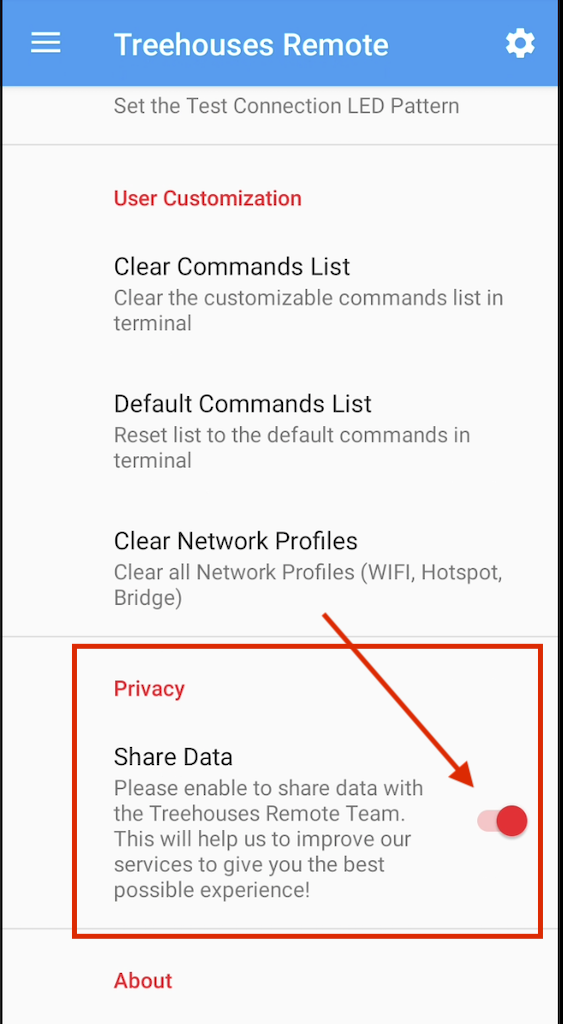 Treehouses Remote
Set the Test Connection LED Pattern
User Customization
Clear Commands List
Clear the customizable commands list in
terminal
Default Commands List
Reset list to the default commands in
terminal
Clear Network Profiles
Clear all Network Profiles (WIFI, Hotspot,
Bridge)
Privacy
Share Data
Please enable to share data with
the Treehouses Remote Team.
This will help us to improve our
services to give you the best
possible experience!
About